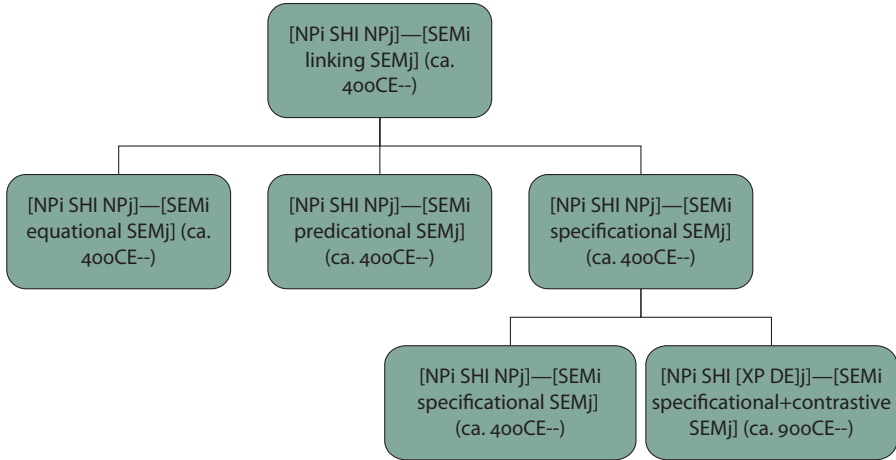 [NPi SHI NPj]—[SEMi
linking SEMj] (ca.
400CE--)
[NPi SHI NPj]—[SEMi
equational SEMj] (ca.
400CE--)
[NPi SHI NPj]—[SEMi
predicational SEMj]
(ca. 400CE--)
[NPi SHI NPj]—[SEMi
specificational SEMj]
(ca. 400CE--)
[NPi SHI NPj]—[SEMi
specificational SEMj]
(ca. 400CE--)
[NPi SHI [XP DE]j]—[SEMi
specificational+contrastive
SEMj] (ca. 900CE--)